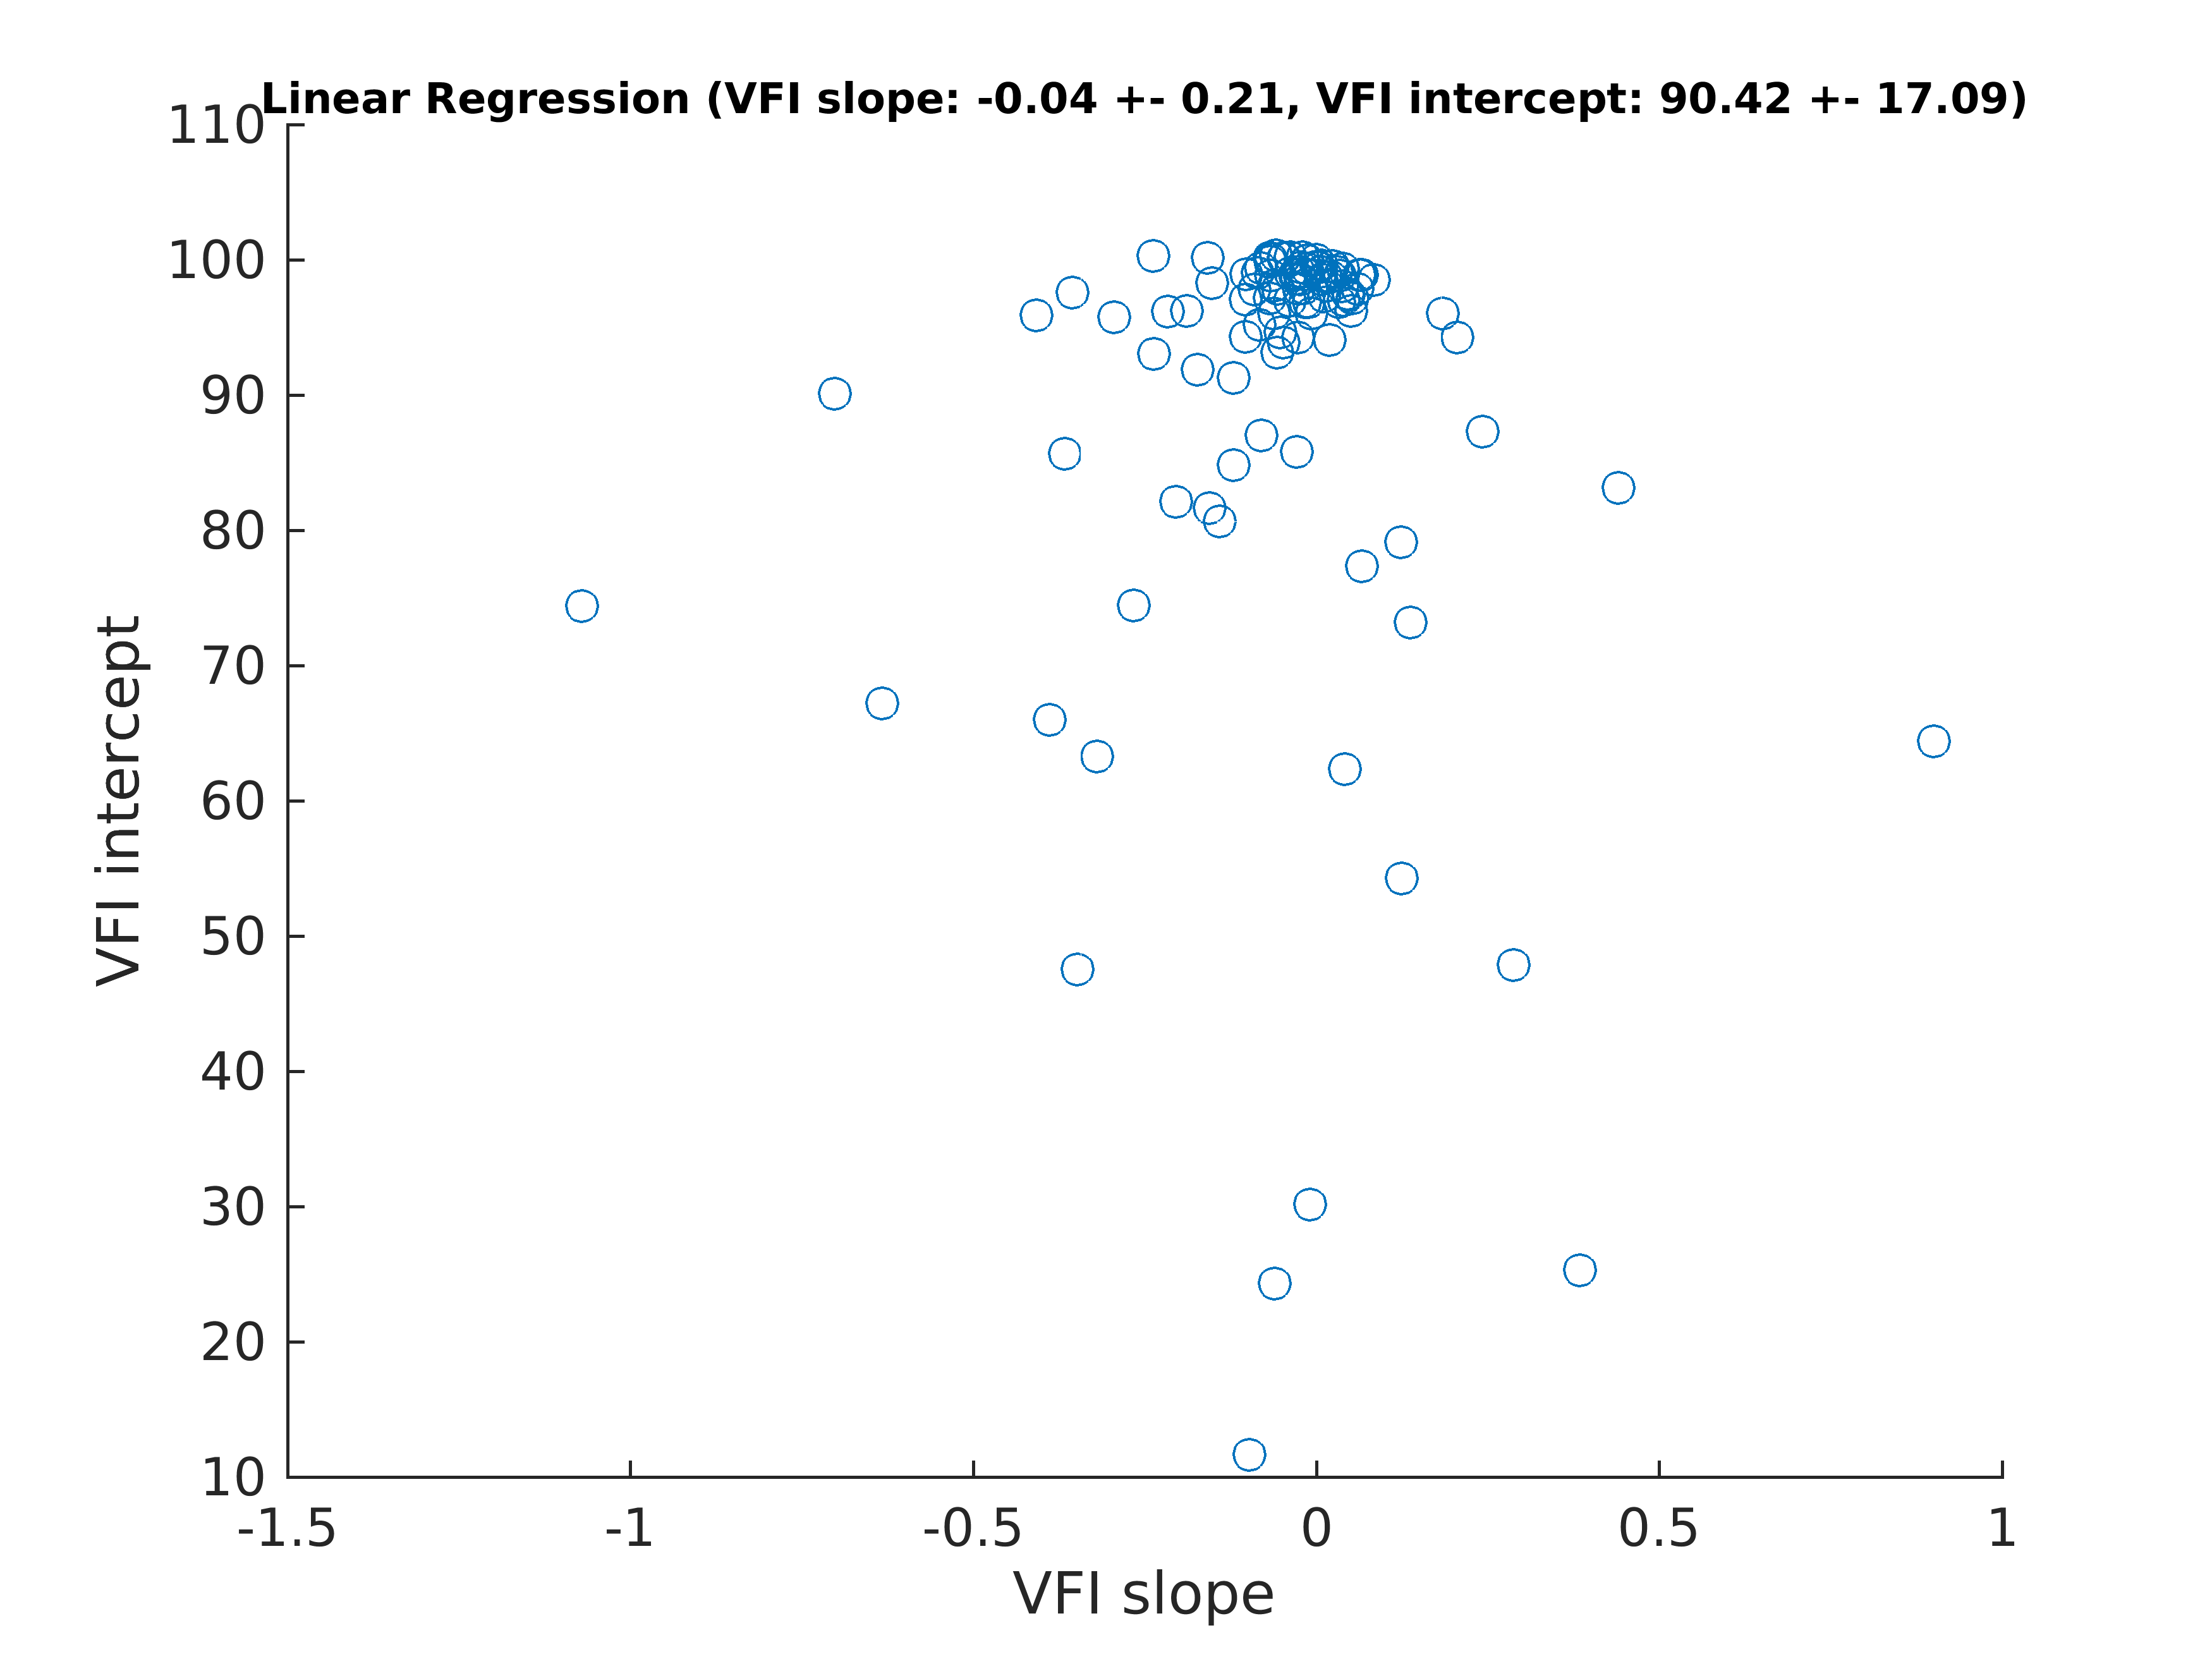 Linear Regression (VFI slope: -0.04 +- 0.21, VFI intercept: 90.42 +- 17.09)
110
100
90
80
70
60
50
40
30
20
10
VFI intercept
-1.5 -1 -0.5 0 0.5 1
VFI slope